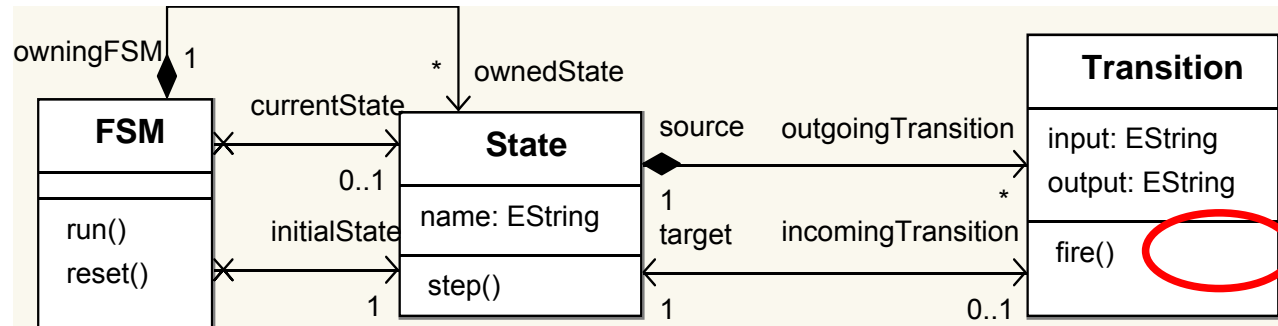 owningFSM
1
*
ownedState
FSM
run()
reset()
currentState
0..1
initialState
1
State
name: EString
step()
source
outgoingTransition
1
*
target
incomingTransition
1
0..1
Transition
input: EString
output: EString
fire()